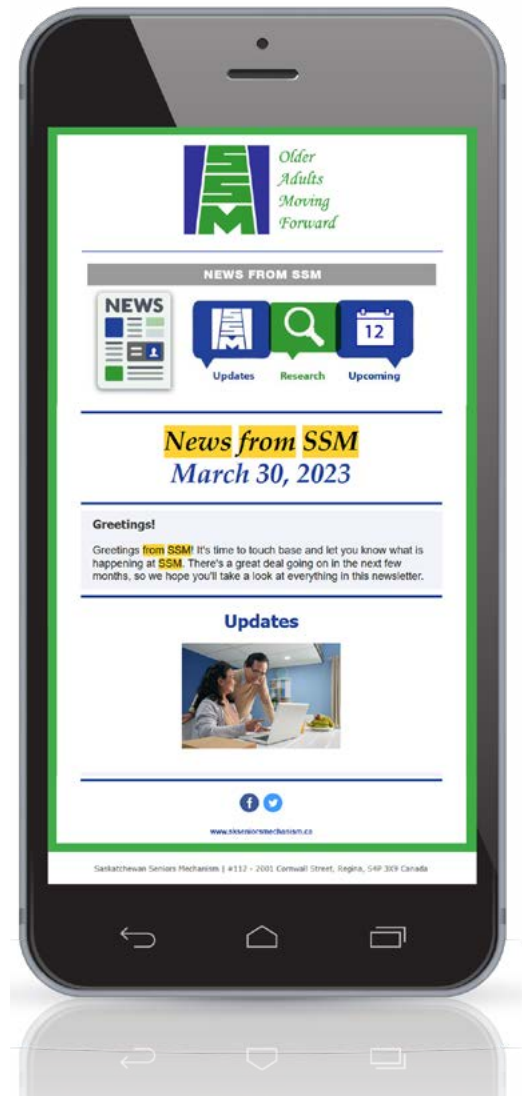 SSM
Older
Adults
Moving
Forward
NEWS FROM SSM
NEWS
12
Updates Research Upcoming
News from SSM
March 30, 2023
Greetings!
Greetings from SSM! It's time to touch base and let you know what is
happening at SSM. There's a great deal going on in the next few
months, so we hope you'll take a look at everything in this newsletter.
Updates
www.skseniorsmechanism.ca
Saskatchewan Seniors Mechanism | #112 - 2001 Cornwall Street, Regina, S4P 3X9 Canada